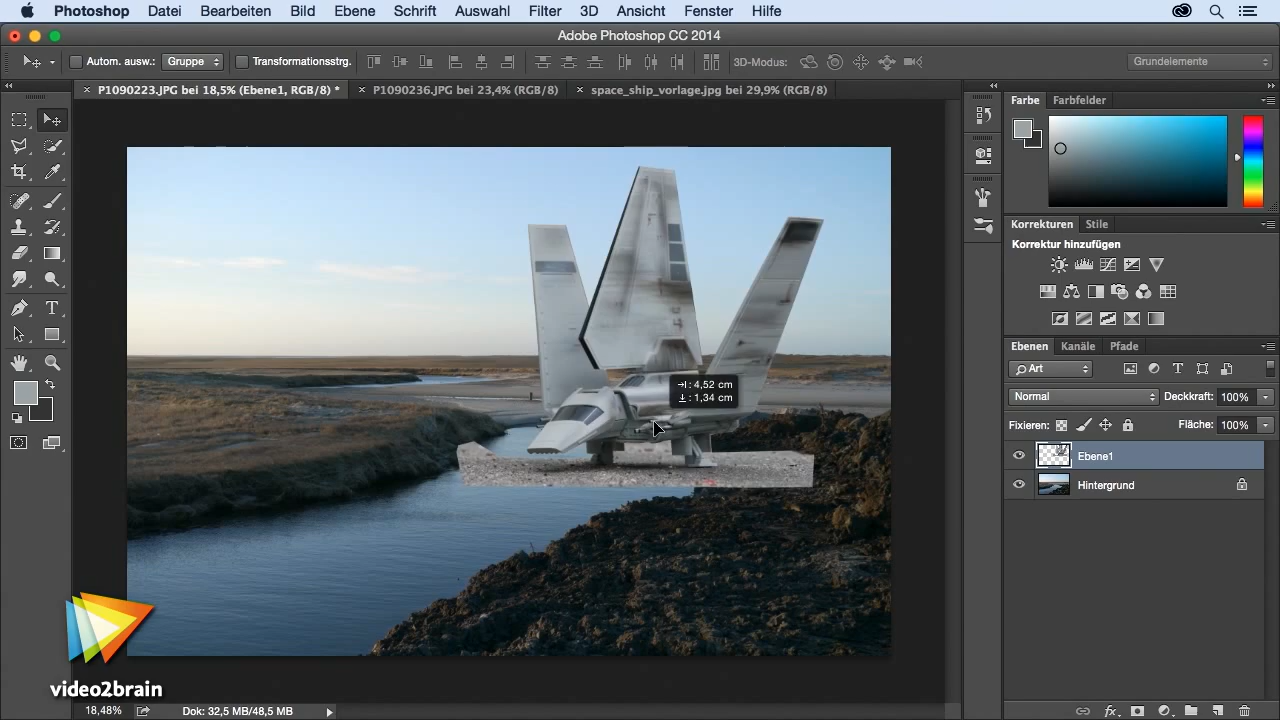 Photoshop Datei Bearbeiten Bild Ebene Schrift Auswahl Filter 3D Ansicht Fenster Hilfe
Adobe Photoshop CC 2014
Autom. ausw.: Gruppe Transformationsstrg. 3D-Modus: Grundelemente
P1090223.JPG bei 18,5% (Ebene1, RGB/8) * P1090236.JPG bei 23,4% (RGB/8) space_ship_vorlage.jpg bei 29,9% (RGB/8)
Farbe Farbfelder
Korrekturen Stile
Korrektur hinzufügen
Ebenen Kanäle Pfade
Art
Normal Deckkraft: 100%
Fixieren: Fläche: 100%
Ebene1
Hintergrund
: 4,52 cm
: 1,34 cm
video2brain
18,48% Dok: 32,5 MB/48,5 MB